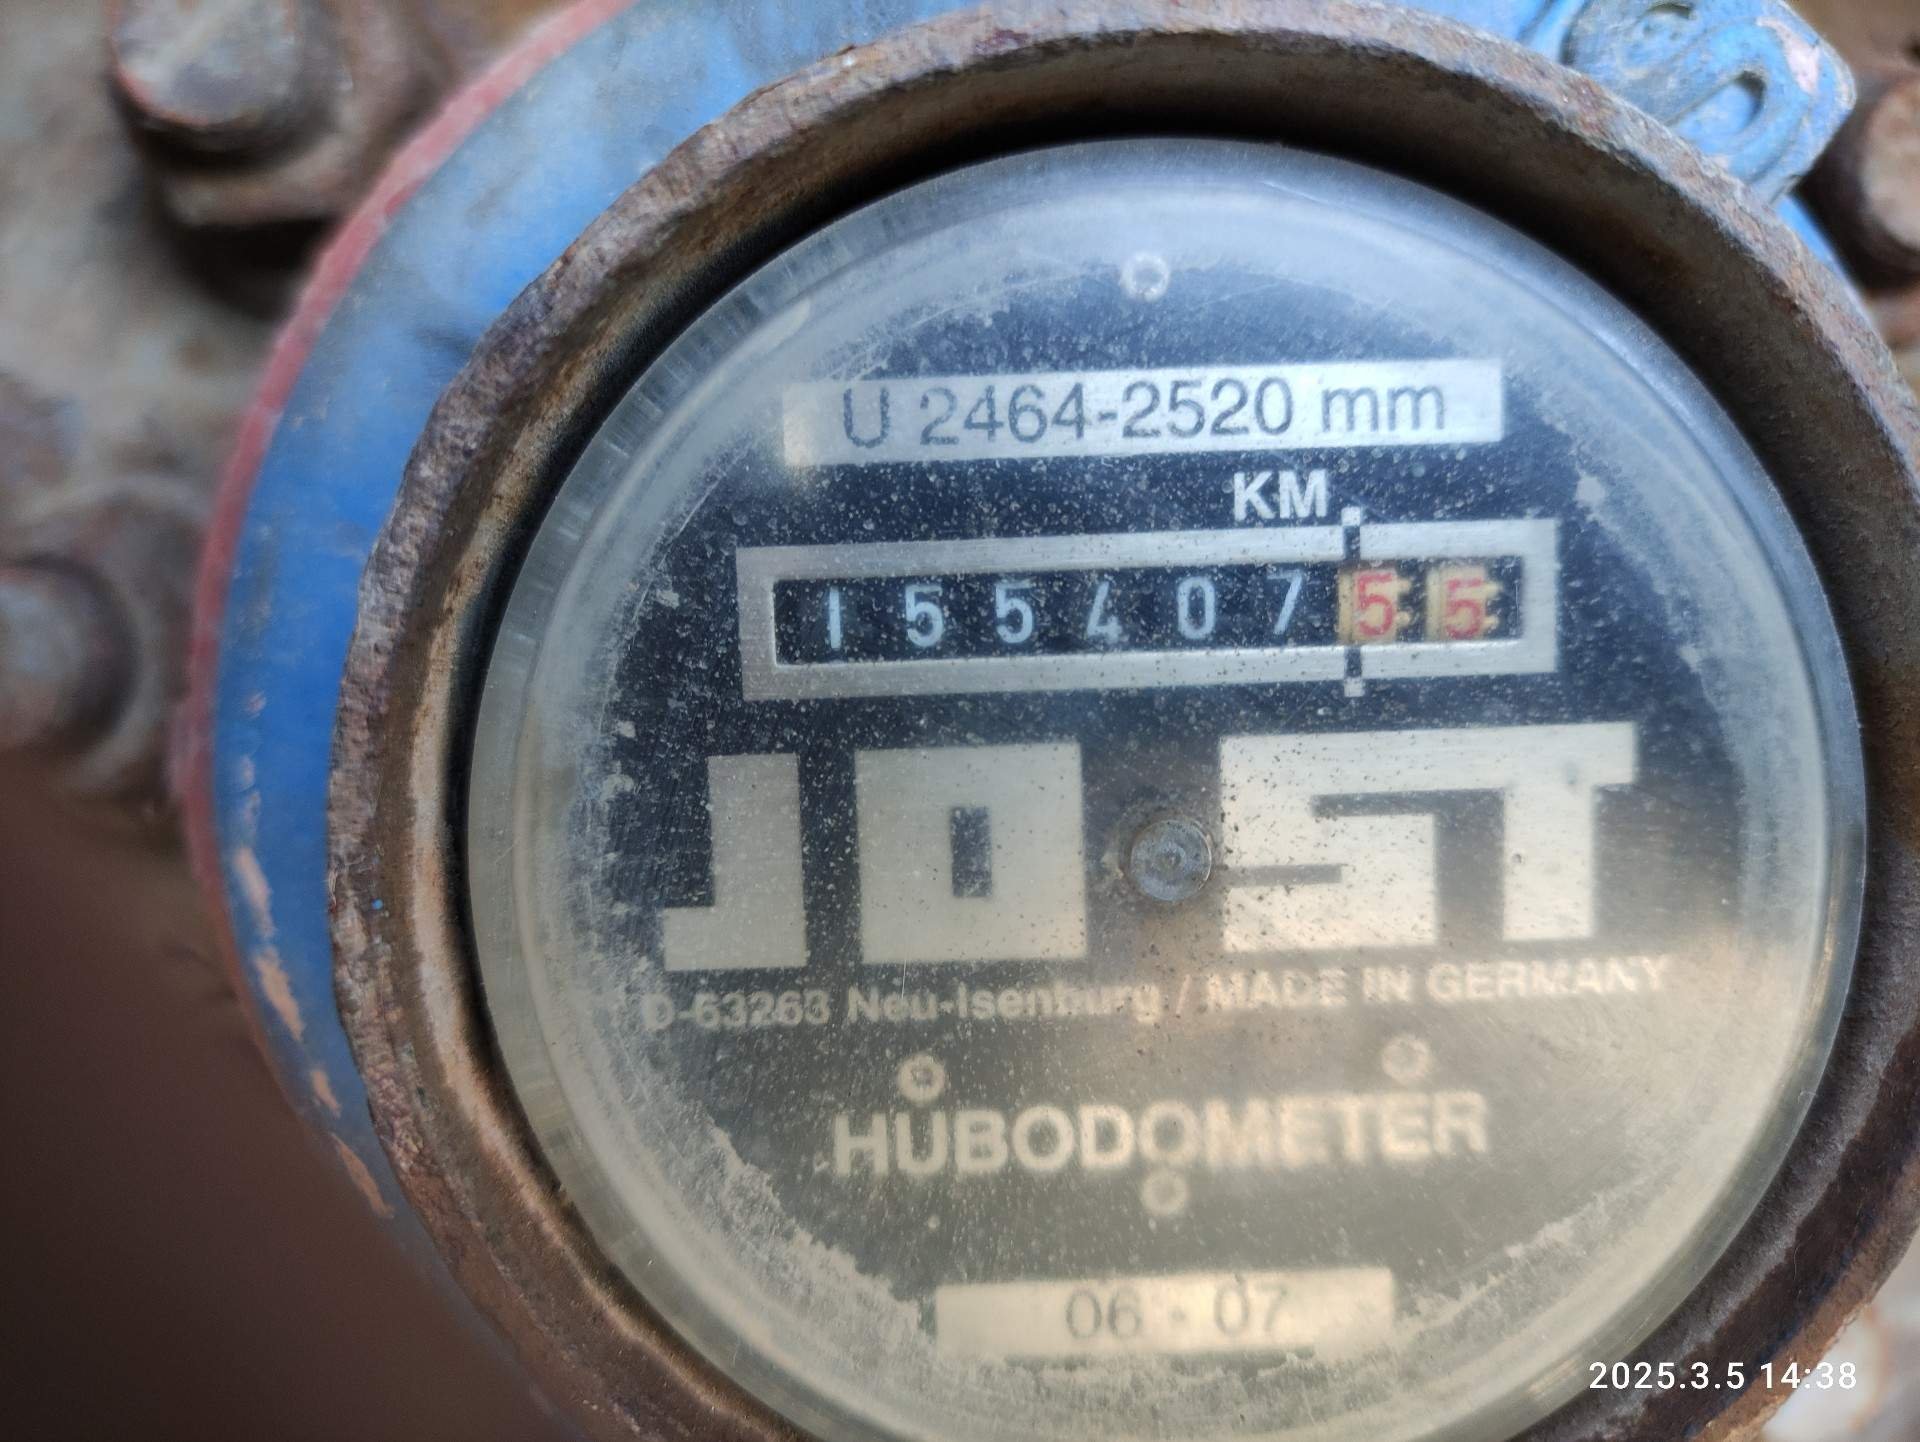 U 2464-2520 mm
KM
15540755
JOST
D-63263 Neu-Isenburg / MADE IN GERMANY
HUBODOMETER
06 - 07
2025.3.5 14:38